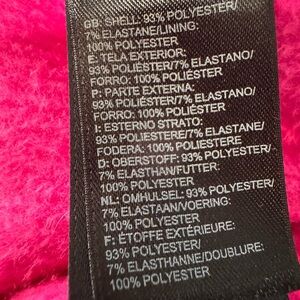 GB: SHELL: 93% POLYESTER/
7% ELASTANE/LINING:
100% POLYESTER
E: TELA EXTERIOR:
93% POLIÉSTER/7% ELASTANO/
FORRO: 100% POLIÉSTER
P: PARTE EXTERNA:
93% POLIÉSTER/7% ELASTANO/
FORRO: 100% POLIÉSTER
I: ESTERNO STRATO:
93% POLIESTERE/7% ELASTANE/
FODERA: 100% POLIESTERE
D: OBERSTOFF: 93% POLYESTER/
7% ELASTHAN/FUTTER:
100% POLYESTER
NL: OMHULSEL: 93% POLYESTER/
7% ELASTAAN/VOERING:
100% POLYESTER
F: ÉTOFFE EXTÉRIEURE:
93% POLYESTER/
7% ELASTHANNE/DOUBLURE:
100% POLYESTER